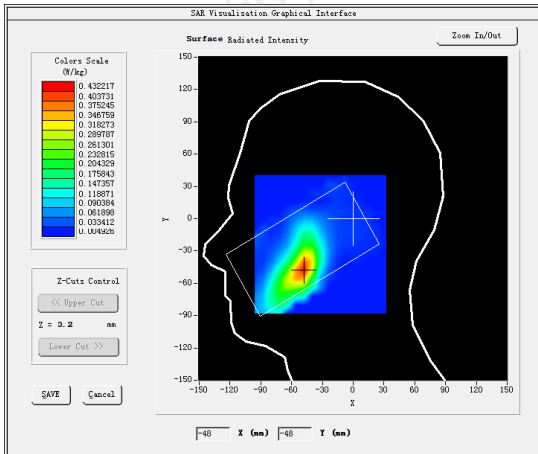 SAR Visualisation Graphical Interface
Surface Radiated Intensity
Zoom In/Out
Colors Scale
(W/kg)
0.432217
0.403731
0.375245
0.346759
0.318273
0.289787
0.261301
0.232815
0.204329
0.175843
0.147357
0.118871
0.090384
0.061898
0.033412
0.004926
Z-Cuts Control
<< Upper Cut
Z = 0.2 mm
Lower Cut >>
SAVE
Cancel
150
120
90
60
30
0
-30
-60
-90
-120
-150
Y
-150 -120 -90 -60 -30 0 30 60 90 120 150
X
-48 X (mm) -48 Y (mm)